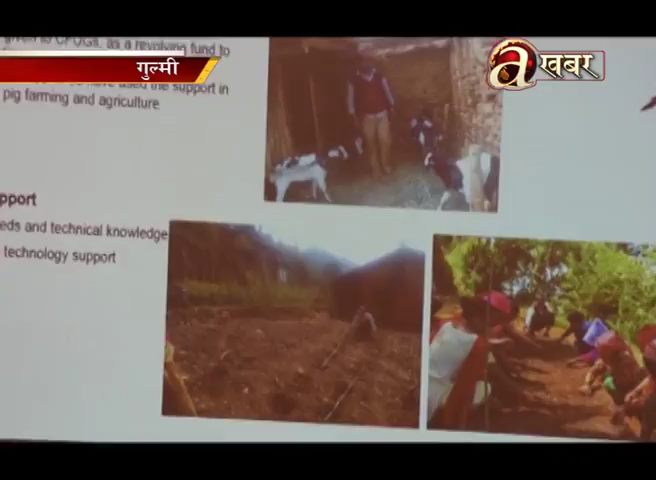 given to CFUGs, as a revolving fund to
गुल्मी
used the support in
pig farming and agriculture
pport
eds and technical knowledge
technology support
a खबर